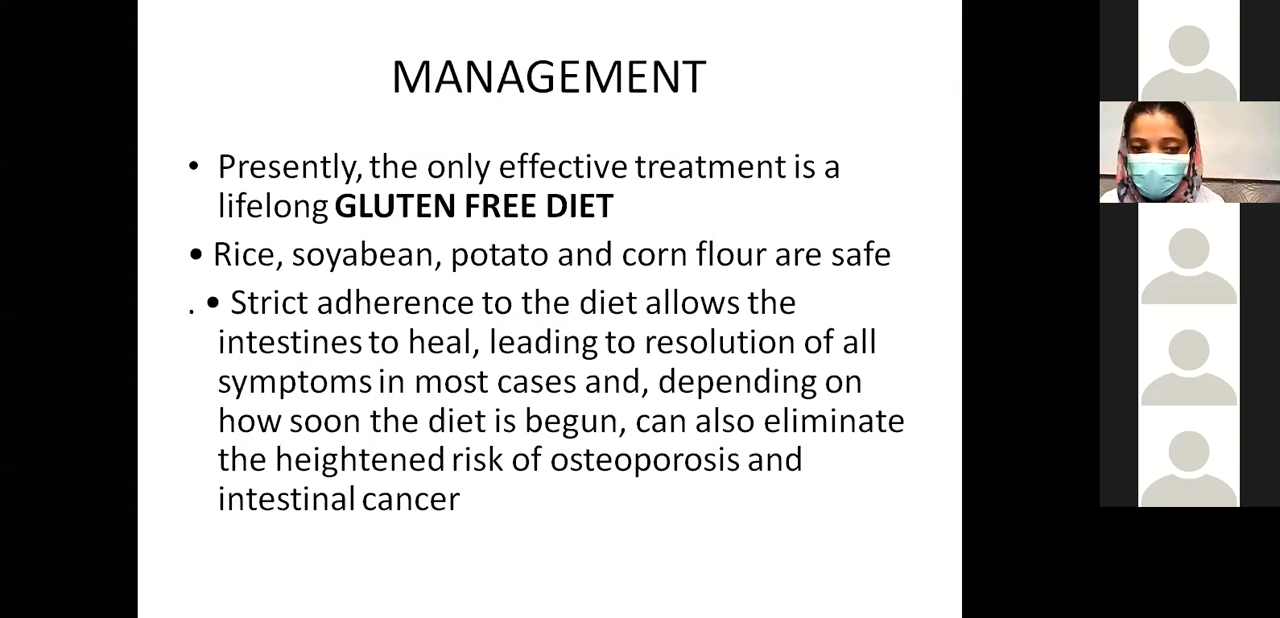 MANAGEMENT
• Presently, the only effective treatment is a
lifelong GLUTEN FREE DIET
• Rice, soyabean, potato and corn flour are safe
. • Strict adherence to the diet allows the
intestines to heal, leading to resolution of all
symptoms in most cases and, depending on
how soon the diet is begun, can also eliminate
the heightened risk of osteoporosis and
intestinal cancer